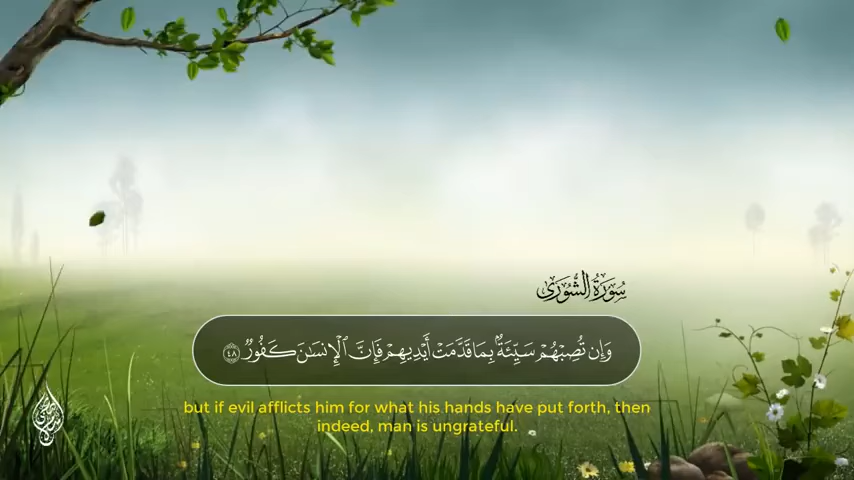 سُورَةُ الشُّورَى
وَإِن تُصِبْهُمْ سَيِّئَةٌۢ بِمَا قَدَّمَتْ أَيْدِيهِمْ فَإِنَّ ٱلْإِنسَـٰنَ كَفُورٌ ٤٨
but if evil afflicts him for what his hands have put forth, then
indeed, man is ungrateful.